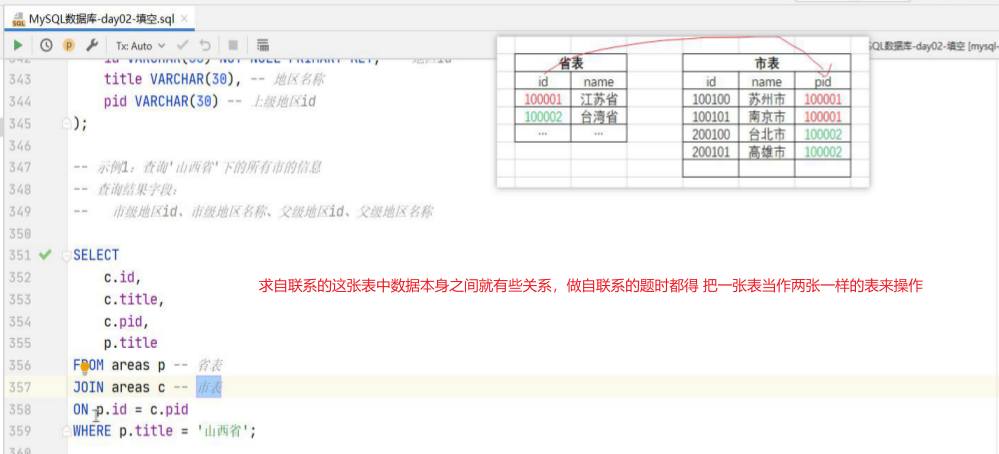 MySQL数据库-day02-填空.sql
Tx: Auto
QL数据库-day02-填空 [mysql-
342 id VARCHAR(30) NOT NULL PRIMARY KEY, -- 地区id
343 title VARCHAR(30), -- 地区名称
344 pid VARCHAR(30) -- 上级地区id
345 );
346
347 -- 示例1：查询'山西省'下的所有市的信息
348 -- 查询结果字段：
349 -- 市级地区id、市级地区名称、父级地区id、父级地区名称
350
351 SELECT
352 c.id,
353 c.title,
354 c.pid,
355 p.title
356 FROM areas p -- 省表
357 JOIN areas c -- 市表
358 ON p.id = c.pid
359 WHERE p.title = '山西省';
360
省表
id name
100001 江苏省
100002 台湾省
... ...
市表
id name pid
100100 苏州市 100001
100101 南京市 100001
200100 台北市 100002
200101 高雄市 100002
求自联系的这张表中数据本身之间就有些关系，做自联系的题时都得 把一张表当作两张一样的表来操作